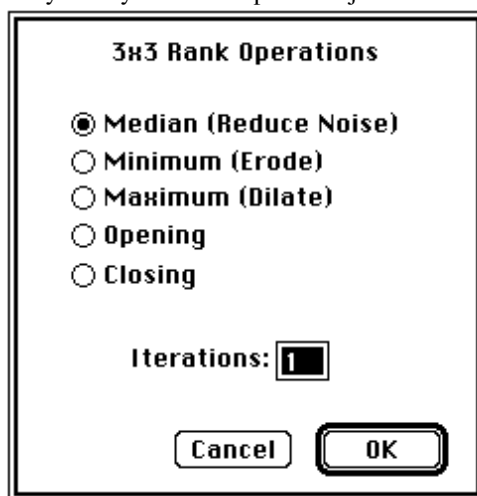 3x3 Rank Operations
Median (Reduce Noise)
Minimum (Erode)
Maximum (Dilate)
Opening
Closing
Iterations: 1
Cancel OK